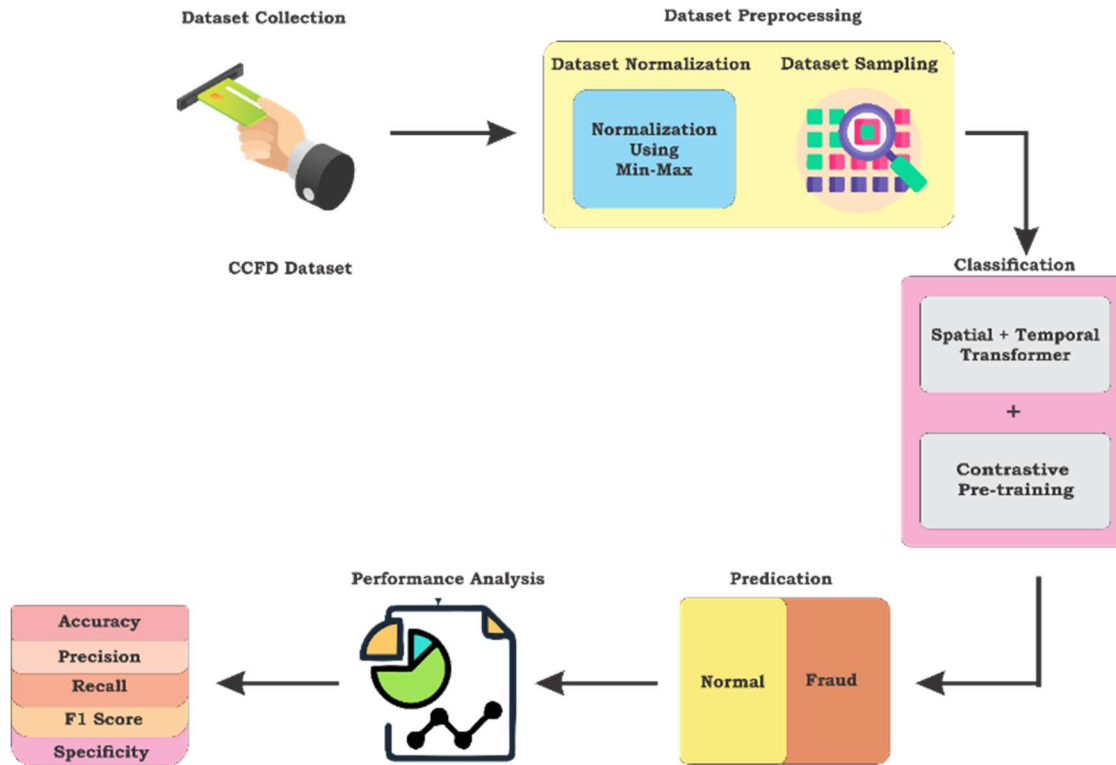 Dataset Collection
Dataset Preprocessing
Dataset Normalization
Dataset Sampling
Normalization
Using
Min-Max
CCFD Dataset
Classification
Spatial + Temporal
Transformer
+
Contrastive
Pre-training
Predication
Normal
Fraud
Performance Analysis
Accuracy
Precision
Recall
F1 Score
Specificity